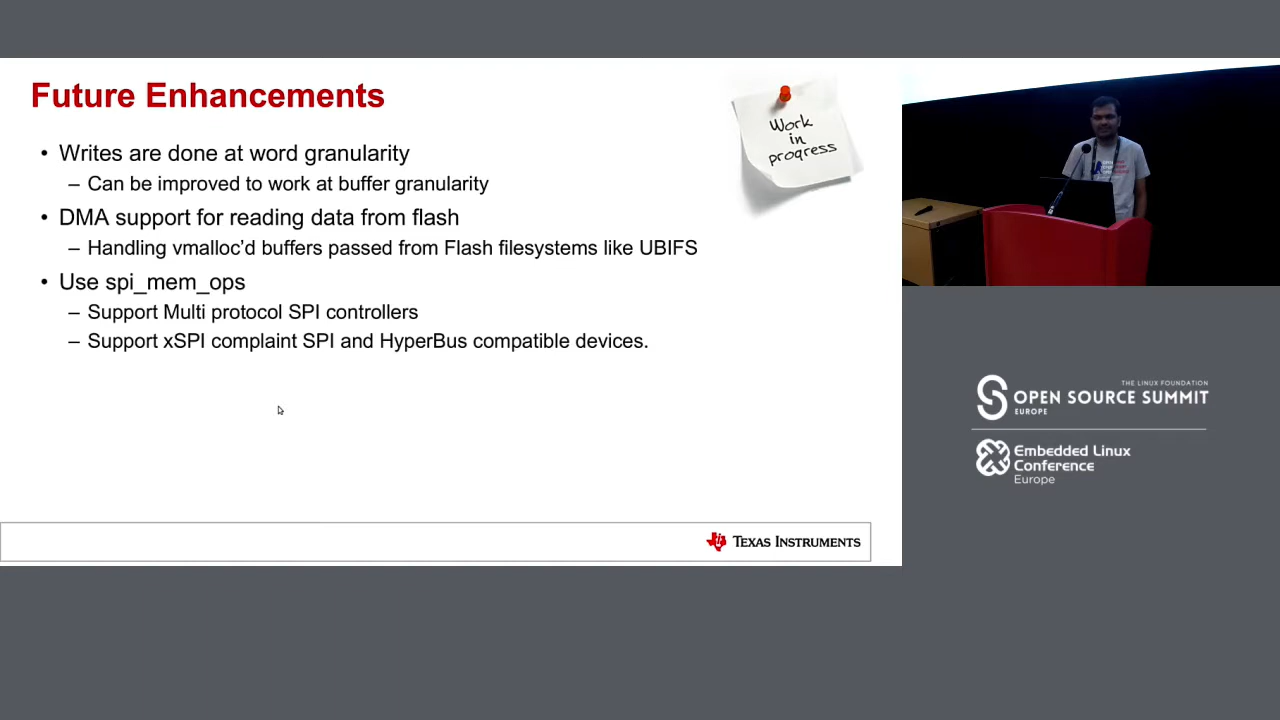 Future Enhancements
• Writes are done at word granularity
– Can be improved to work at buffer granularity
• DMA support for reading data from flash
– Handling vmalloc’d buffers passed from Flash filesystems like UBIFS
• Use spi_mem_ops
– Support Multi protocol SPI controllers
– Support xSPI complaint SPI and HyperBus compatible devices.
Work
in
progress
TEXAS INSTRUMENTS
THE LINUX FOUNDATION
OPEN SOURCE SUMMIT
EUROPE
Embedded Linux
Conference
Europe